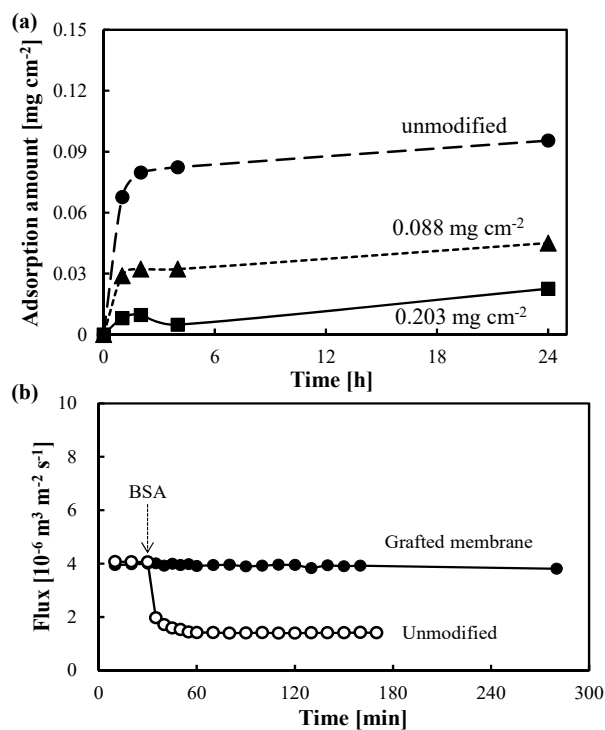 (a)
0.15
0.12
0.09
0.06
0.03
0
Adsorption amount [mg cm⁻²]
unmodified
0.088 mg cm⁻²
0.203 mg cm⁻²
0 6 12 18 24
Time [h]
(b)
10
8
6
4
2
0
Flux [10⁻⁶ m³ m⁻² s⁻¹]
BSA
Grafted membrane
Unmodified
0 60 120 180 240 300
Time [min]